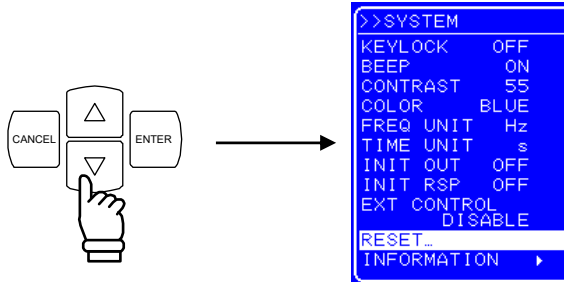 CANCEL
ENTER
>>SYSTEM
KEYLOCK OFF
BEEP ON
CONTRAST 55
COLOR BLUE
FREQ UNIT Hz
TIME UNIT s
INIT OUT OFF
INIT RSP OFF
EXT CONTROL
DISABLE
RESET…
INFORMATION